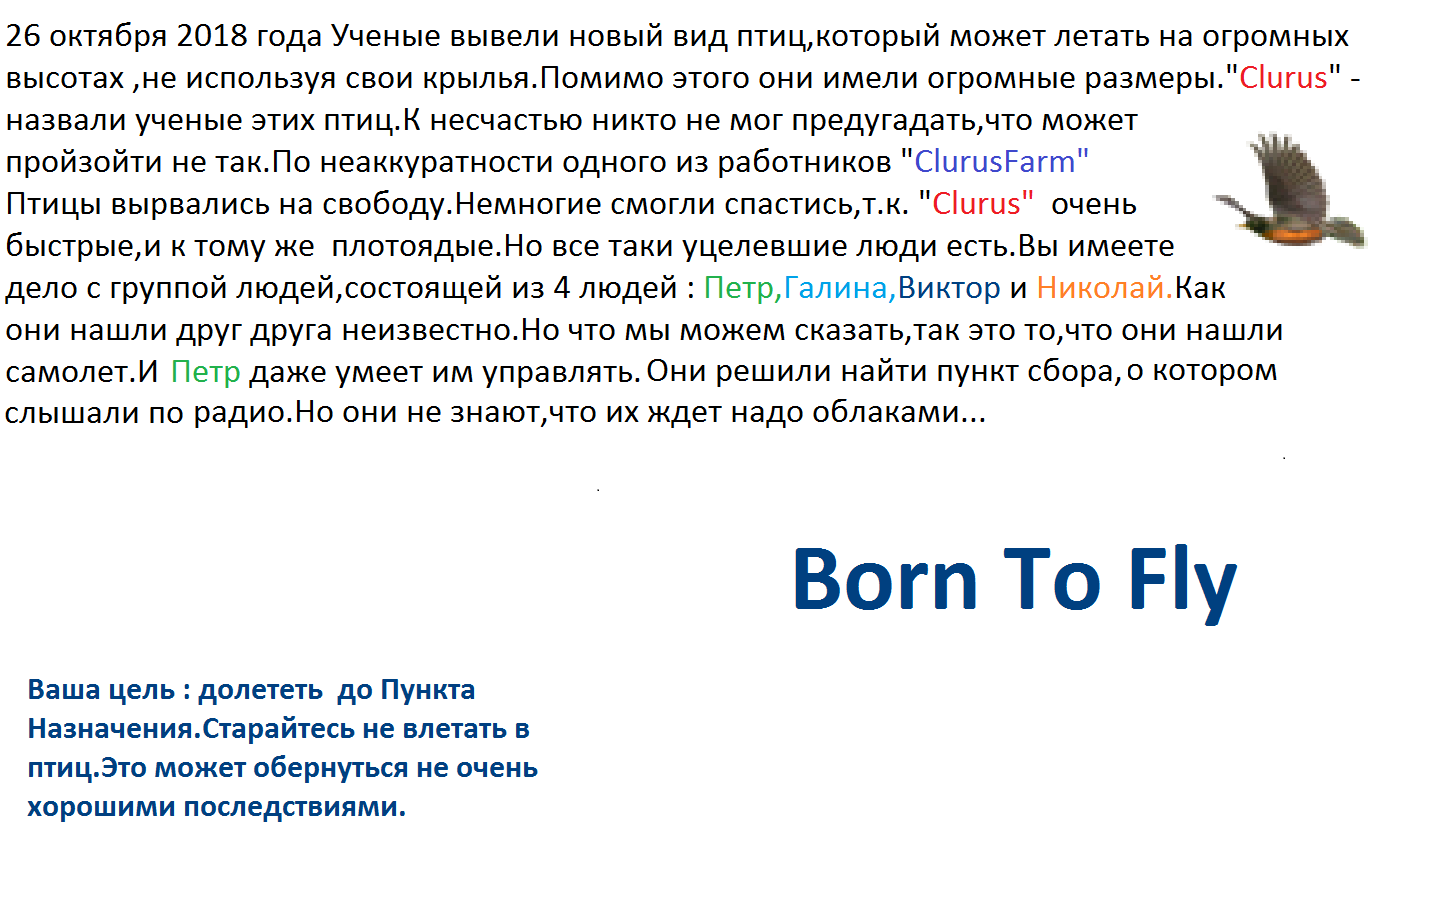 26 октября 2018 года Ученые вывели новый вид птиц,который может летать на огромных
высотах ,не используя свои крылья.Помимо этого они имели огромные размеры."Clurus" -
назвали ученые этих птиц.К несчастью никто не мог предугадать,что может
пройзойти не так.По неаккуратности одного из работников "ClurusFarm"
Птицы вырвались на свободу.Немногие смогли спастись,т.к. "Clurus"  очень
быстрые,и к тому же  плотоядые.Но все таки уцелевшие люди есть.Вы имеете
дело с группой людей,состоящей из 4 людей : Петр,Галина,Виктор и Николай.Как
они нашли друг друга неизвестно.Но что мы можем сказать,так это то,что они нашли
самолет.И Петр даже умеет им управлять. Они решили найти пункт сбора, о котором
слышали по радио.Но они не знают,что их ждет надо облаками...
Born To Fly
Ваша цель : долететь  до Пункта
Назначения.Старайтесь не влетать в
птиц.Это может обернуться не очень
хорошими последствиями.